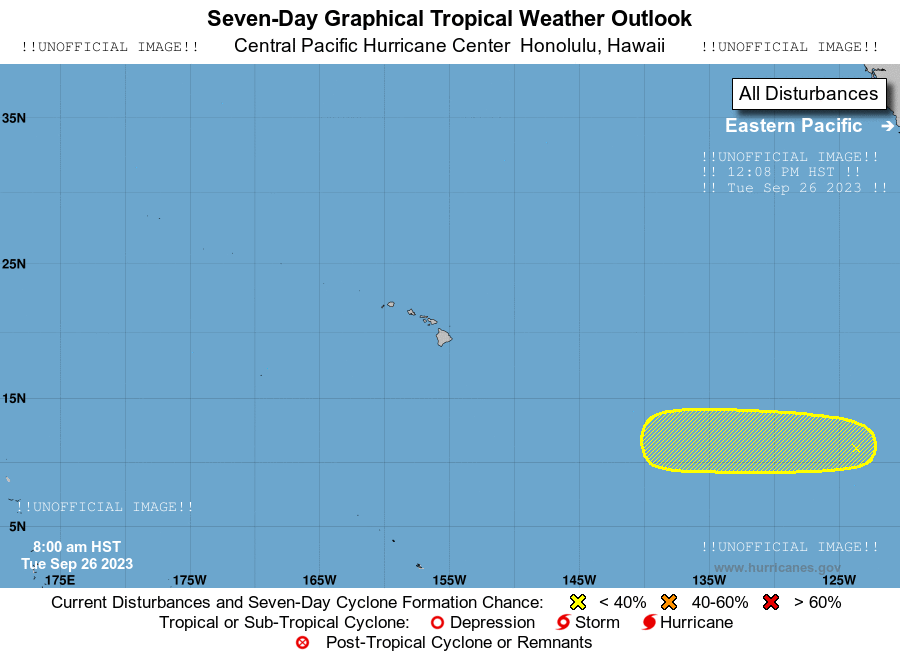 Seven-Day Graphical Tropical Weather Outlook
!!UNOFFICIAL IMAGE!! Central Pacific Hurricane Center Honolulu, Hawaii !!UNOFFICIAL IMAGE!!
All Disturbances
35N
Eastern Pacific ➔
!!UNOFFICIAL IMAGE!!
!! 12:08 PM HST !!
!! Tue Sep 26 2023 !!
25N
15N
!!UNOFFICIAL IMAGE!!
5N
8:00 am HST
!!UNOFFICIAL IMAGE!!
Tue Sep 26 2023
www.hurricanes.gov
175E 175W 165W 155W 145W 135W 125W
Current Disturbances and Seven-Day Cyclone Formation Chance: < 40% 40-60% > 60%
Tropical or Sub-Tropical Cyclone: Depression Storm Hurricane
Post-Tropical Cyclone or Remnants